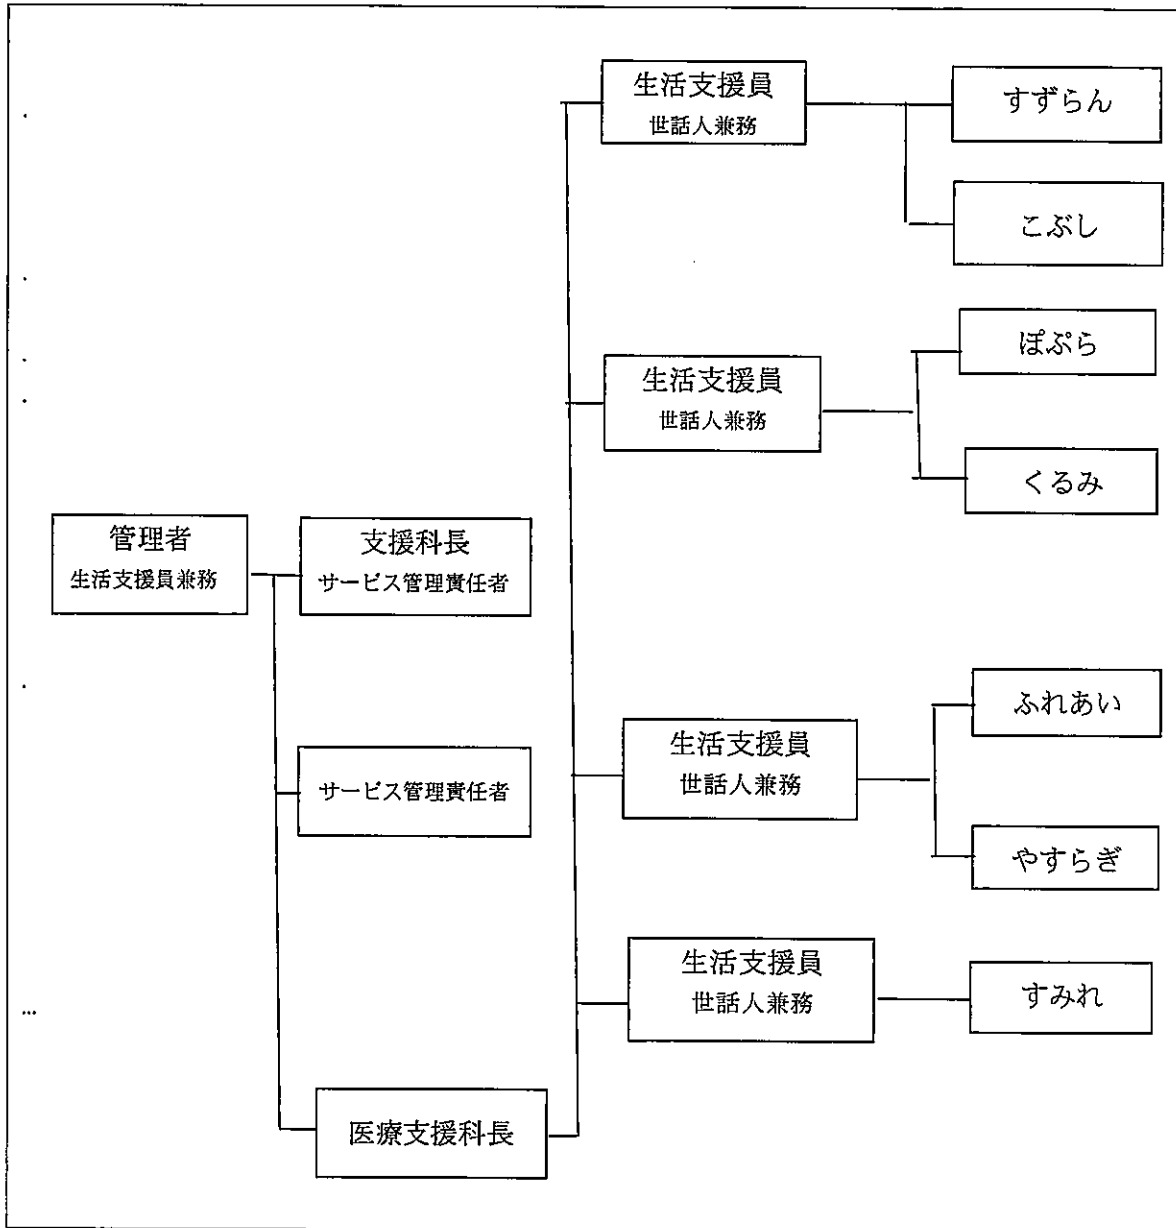 生活支援員
世話人兼務
すずらん
こぶし
生活支援員
世話人兼務
ぽぷら
くるみ
管理者
生活支援員兼務
支援科長
サービス管理責任者
サービス管理責任者
生活支援員
世話人兼務
ふれあい
やすらぎ
生活支援員
世話人兼務
すみれ
医療支援科長